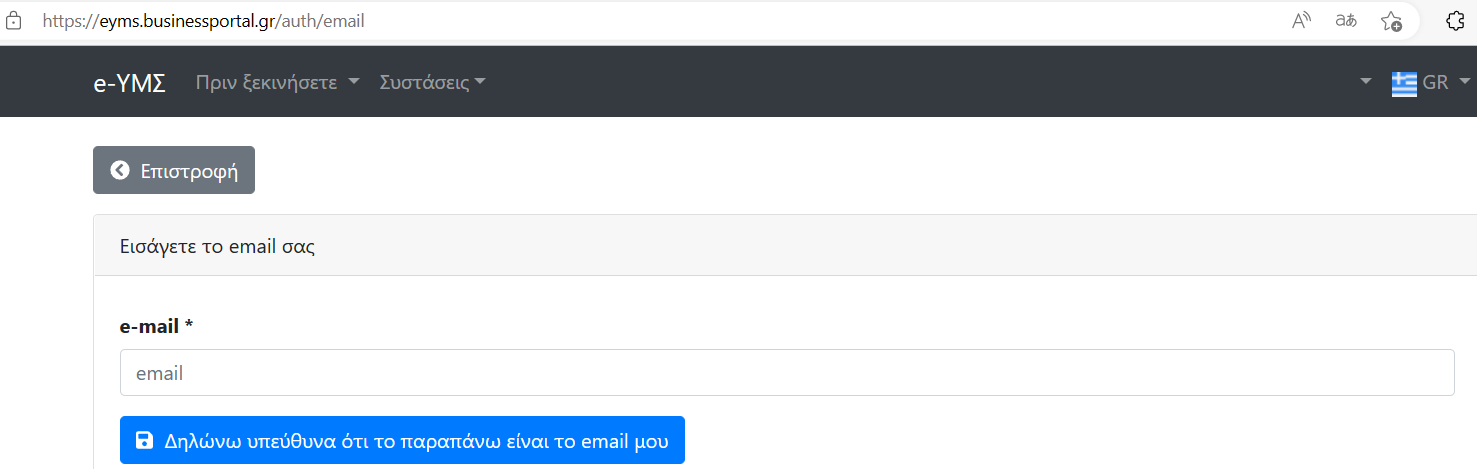 https://eyms.businessportal.gr/auth/email
e-ΥΜΣ Πριν ξεκινήσετε Συστάσεις GR
Επιστροφή
Εισάγετε το email σας
e-mail *
email
Δηλώνω υπεύθυνα ότι το παραπάνω είναι το email μου